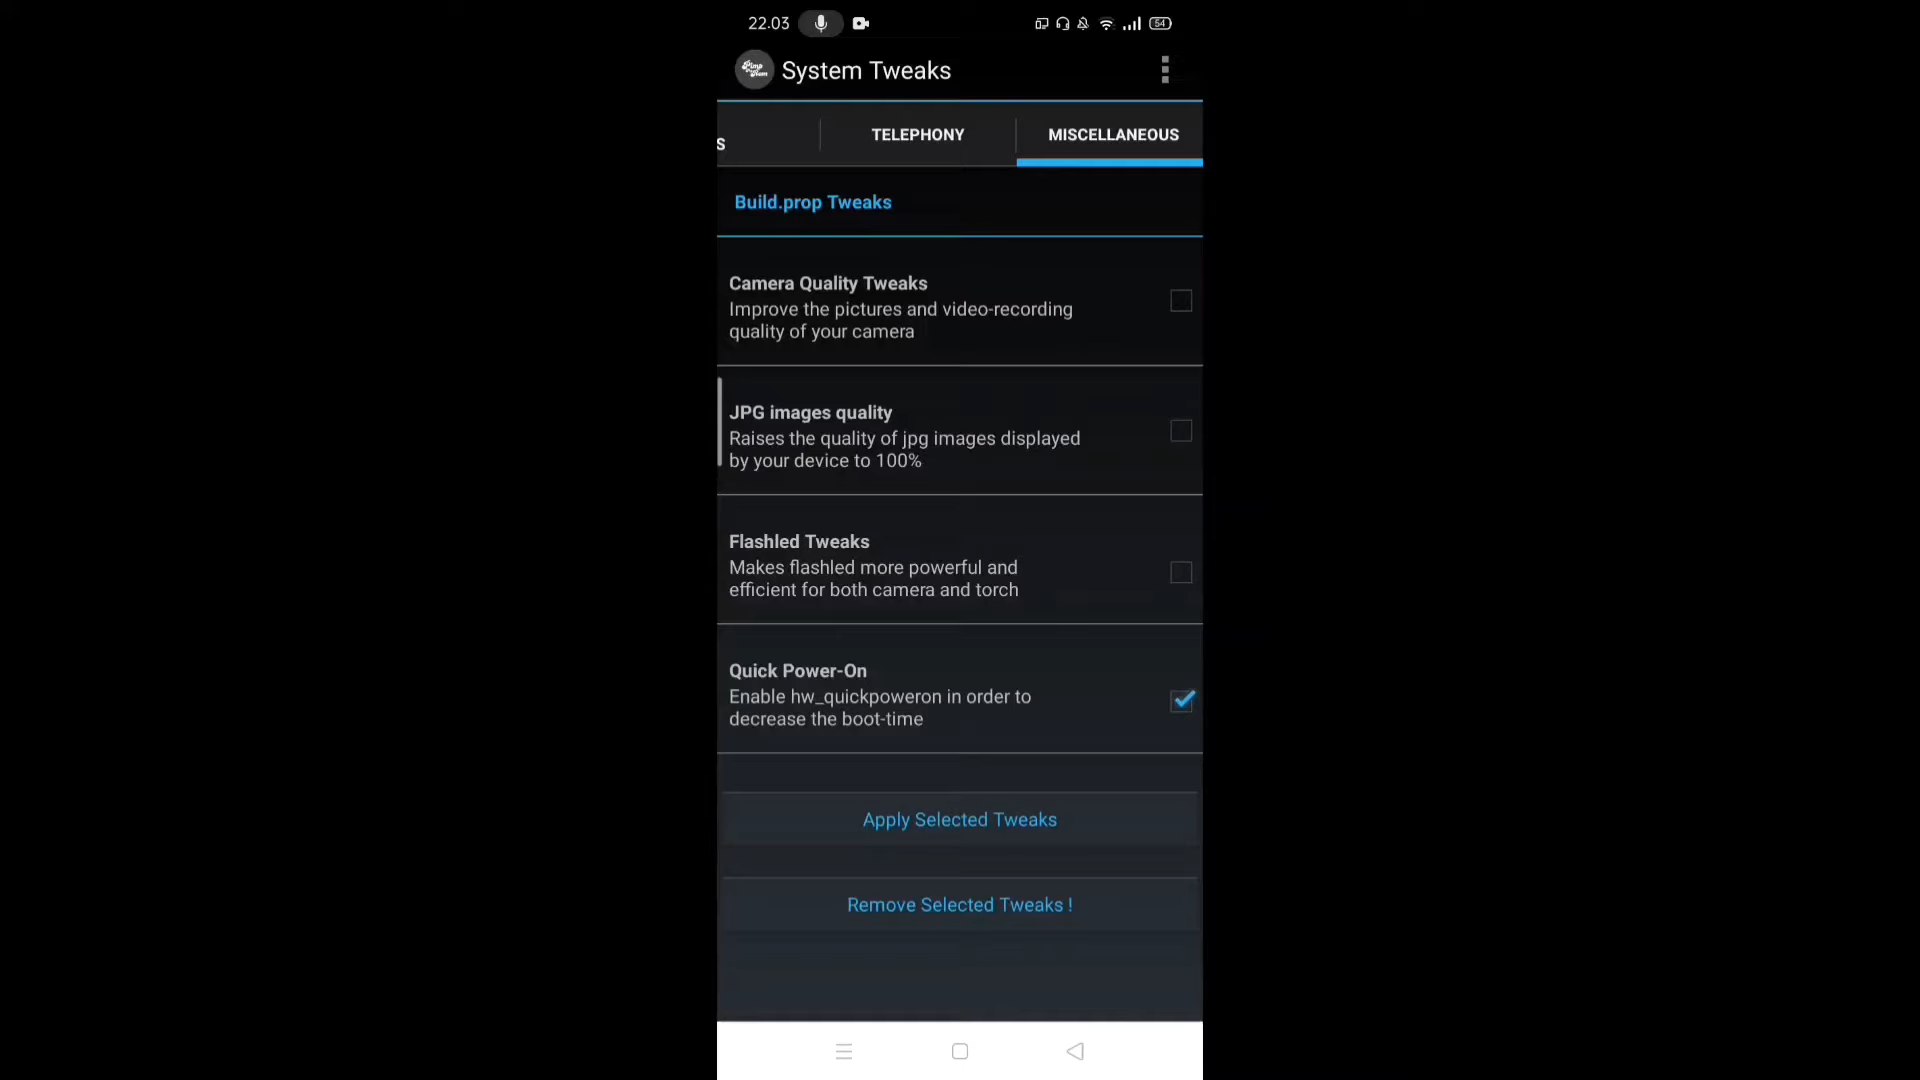 22.03
54
Pimp
System Tweaks
S
TELEPHONY
MISCELLANEOUS
Build.prop Tweaks
Camera Quality Tweaks
Improve the pictures and video-recording
quality of your camera
JPG images quality
Raises the quality of jpg images displayed
by your device to 100%
Flashled Tweaks
Makes flashled more powerful and
efficient for both camera and torch
Quick Power-On
Enable hw_quickpoweron in order to
decrease the boot-time
Apply Selected Tweaks
Remove Selected Tweaks !